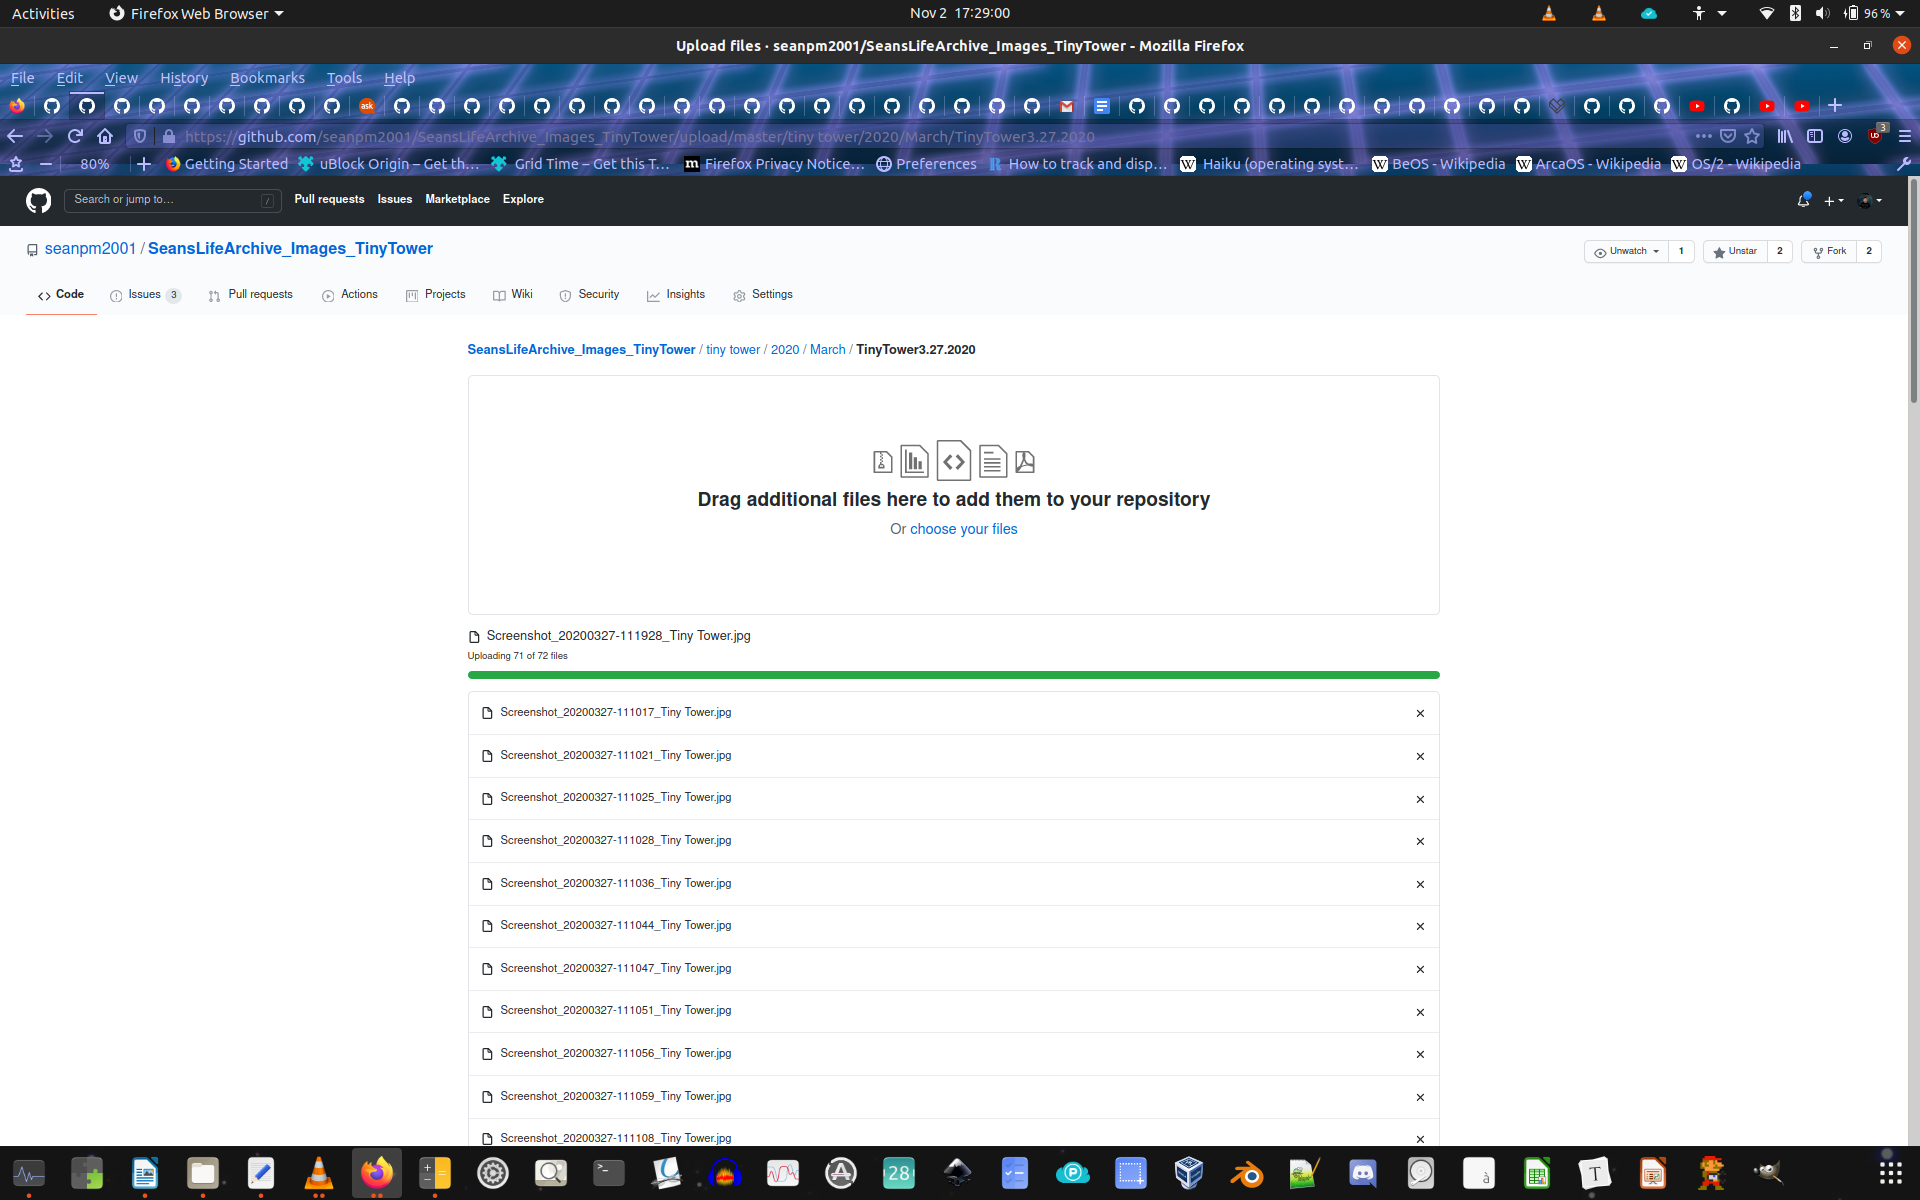 Activities Firefox Web Browser Nov 2 17:29:00 96 %
Upload files · seanpm2001/SeansLifeArchive_Images_TinyTower - Mozilla Firefox
File Edit View History Bookmarks Tools Help
ask
https://github.com/seanpm2001/SeansLifeArchive_Images_TinyTower/upload/master/tiny tower/2020/March/TinyTower3.27.2020 3
80% Getting Started uBlock Origin – Get th… Grid Time – Get this T… m Firefox Privacy Notice… Preferences R How to track and disp… W Haiku (operating syst… W BeOS - Wikipedia W ArcaOS - Wikipedia W OS/2 - Wikipedia
Search or jump to… / Pull requests Issues Marketplace Explore
seanpm2001 / SeansLifeArchive_Images_TinyTower Unwatch 1 Unstar 2 Fork 2
Code Issues 3 Pull requests Actions Projects Wiki Security Insights Settings
SeansLifeArchive_Images_TinyTower / tiny tower / 2020 / March / TinyTower3.27.2020
Drag additional files here to add them to your repository
Or choose your files
Screenshot_20200327-111928_Tiny Tower.jpg
Uploading 71 of 72 files
Screenshot_20200327-111017_Tiny Tower.jpg
Screenshot_20200327-111021_Tiny Tower.jpg
Screenshot_20200327-111025_Tiny Tower.jpg
Screenshot_20200327-111028_Tiny Tower.jpg
Screenshot_20200327-111036_Tiny Tower.jpg
Screenshot_20200327-111044_Tiny Tower.jpg
Screenshot_20200327-111047_Tiny Tower.jpg
Screenshot_20200327-111051_Tiny Tower.jpg
Screenshot_20200327-111056_Tiny Tower.jpg
Screenshot_20200327-111059_Tiny Tower.jpg
Screenshot_20200327-111108_Tiny Tower.jpg
28 P à T